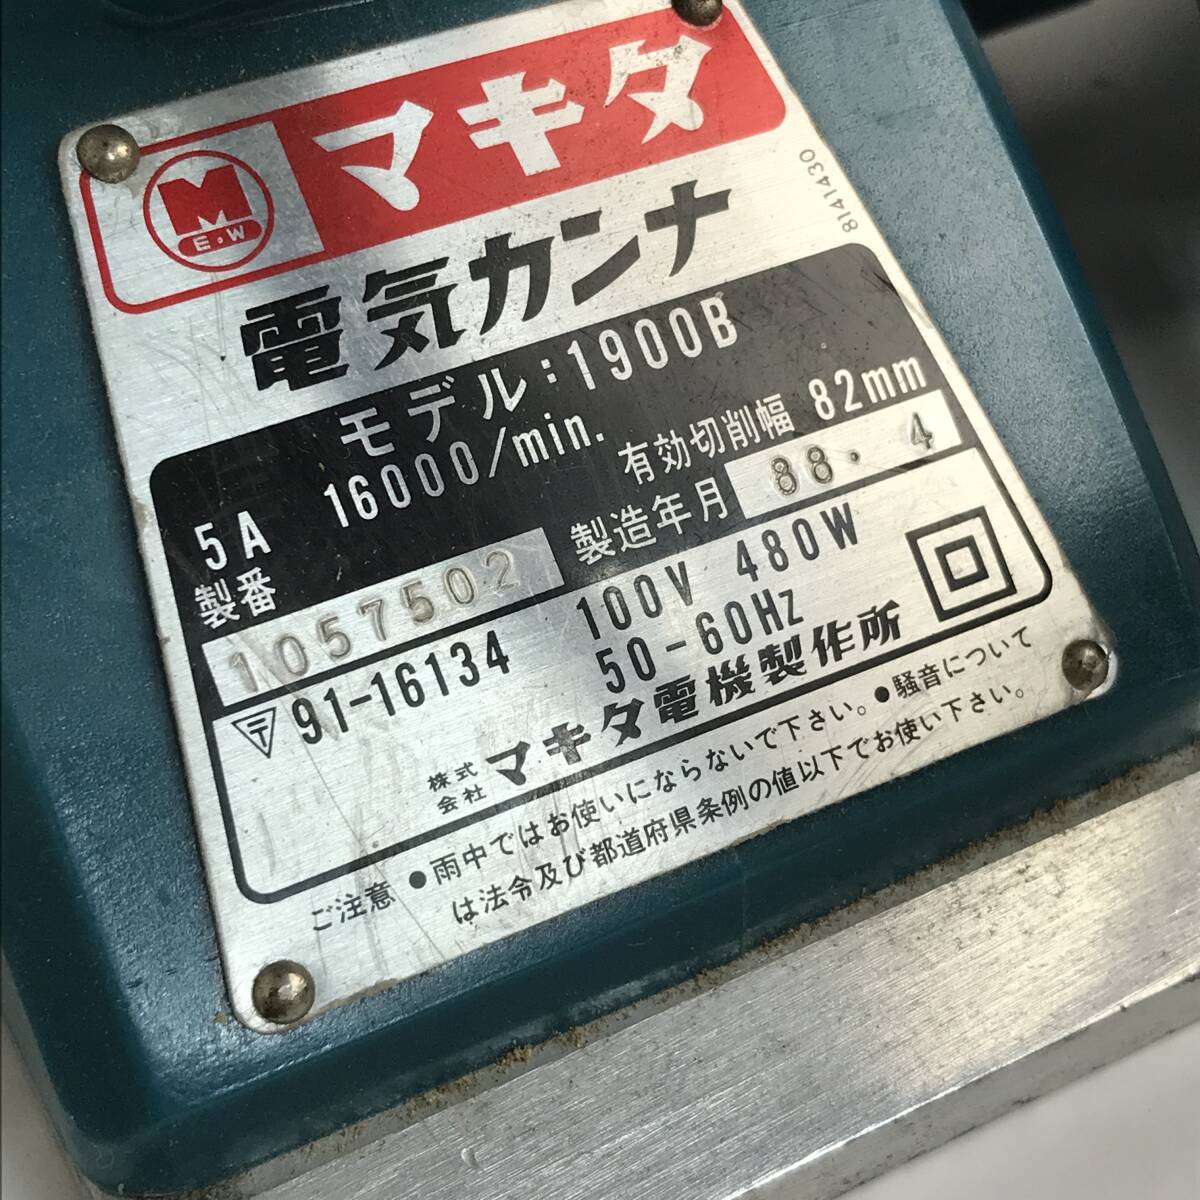 M
E.W
マキタ
電気カンナ
81411430
モデル:1900B
5A 16000/min. 有効切削幅 82mm
製番 1057502 製造年月 88.4
〒 91-16134 100V 480W
50-60Hz
株式会社 マキタ電機製作所
ご注意 ●雨中ではお使いにならないで下さい。●騒音について
は法令及び都道府県条例の値以下でお使い下さい。